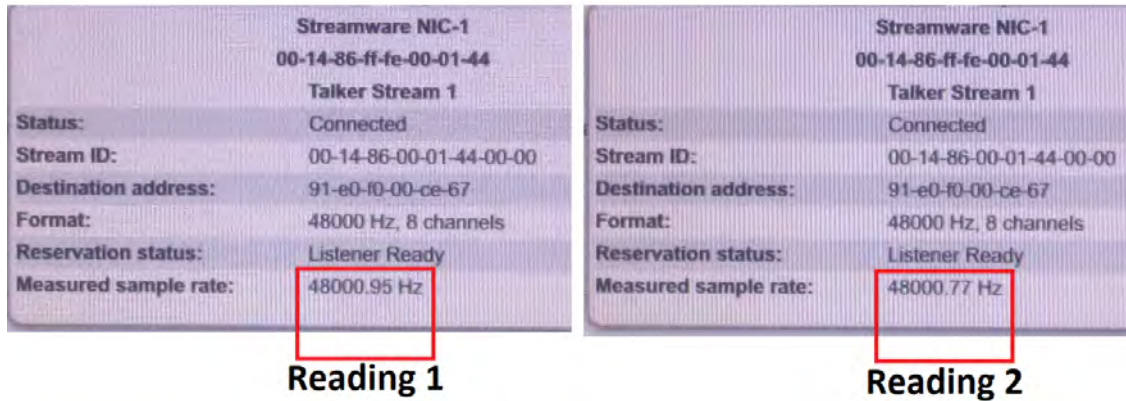 Streamware NIC-1
00-14-86-ff-fe-00-01-44
Talker Stream 1
Status: Connected
Stream ID: 00-14-86-00-01-44-00-00
Destination address: 91-e0-f0-00-ce-67
Format: 48000 Hz, 8 channels
Reservation status: Listener Ready
Measured sample rate: 48000.95 Hz
Reading 1
Streamware NIC-1
00-14-86-ff-fe-00-01-44
Talker Stream 1
Status: Connected
Stream ID: 00-14-86-00-01-44-00-00
Destination address: 91-e0-f0-00-ce-67
Format: 48000 Hz, 8 channels
Reservation status: Listener Ready
Measured sample rate: 48000.77 Hz
Reading 2